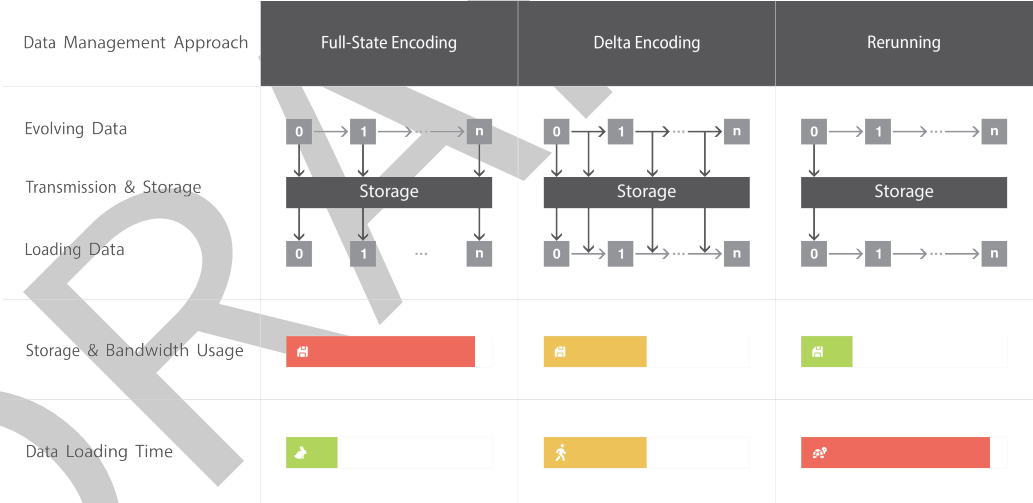 Data Management Approach Full-State Encoding Delta Encoding Rerunning
Evolving Data 0 1 ... n 0 1 ... n 0 1 ... n
Transmission & Storage Storage Storage Storage
Loading Data 0 1 ... n 0 1 ... n 0 1 ... n
Storage & Bandwidth Usage
Data Loading Time